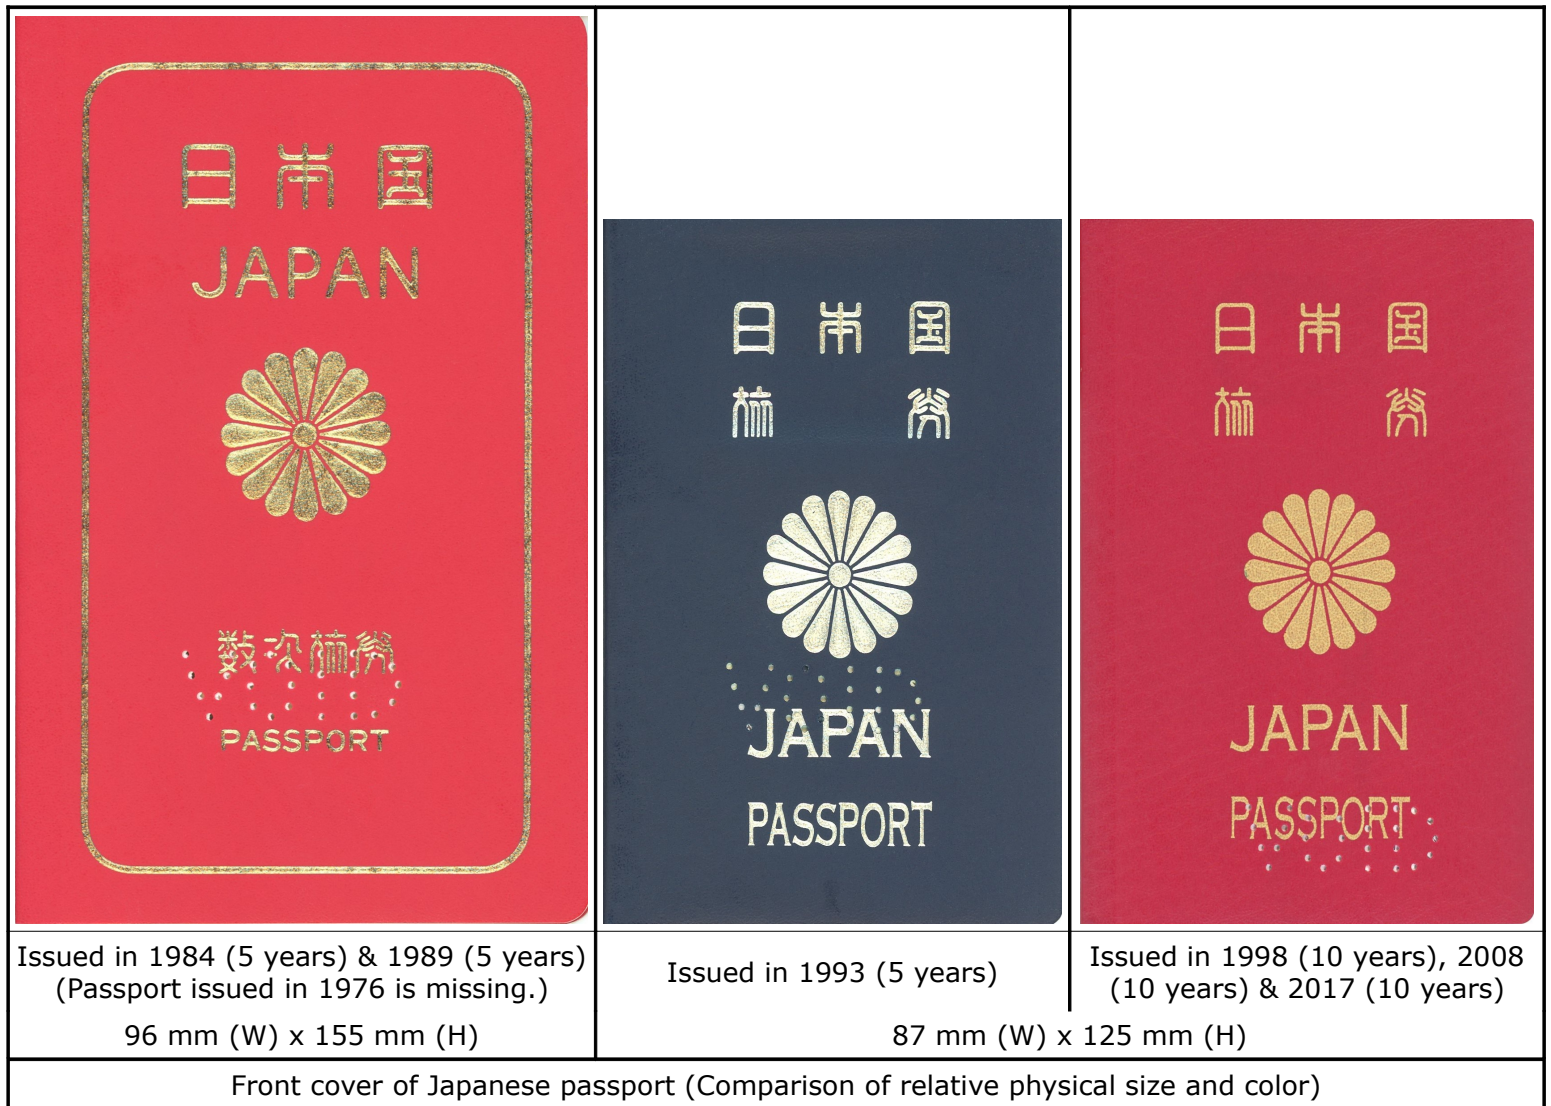 日本国
JAPAN
数次旅券
PASSPORT
日本国
旅券
JAPAN
PASSPORT
日本国
旅券
JAPAN
PASSPORT
Issued in 1984 (5 years) & 1989 (5 years)
(Passport issued in 1976 is missing.)
Issued in 1993 (5 years)
Issued in 1998 (10 years), 2008
(10 years) & 2017 (10 years)
96 mm (W) x 155 mm (H)
87 mm (W) x 125 mm (H)
Front cover of Japanese passport (Comparison of relative physical size and color)